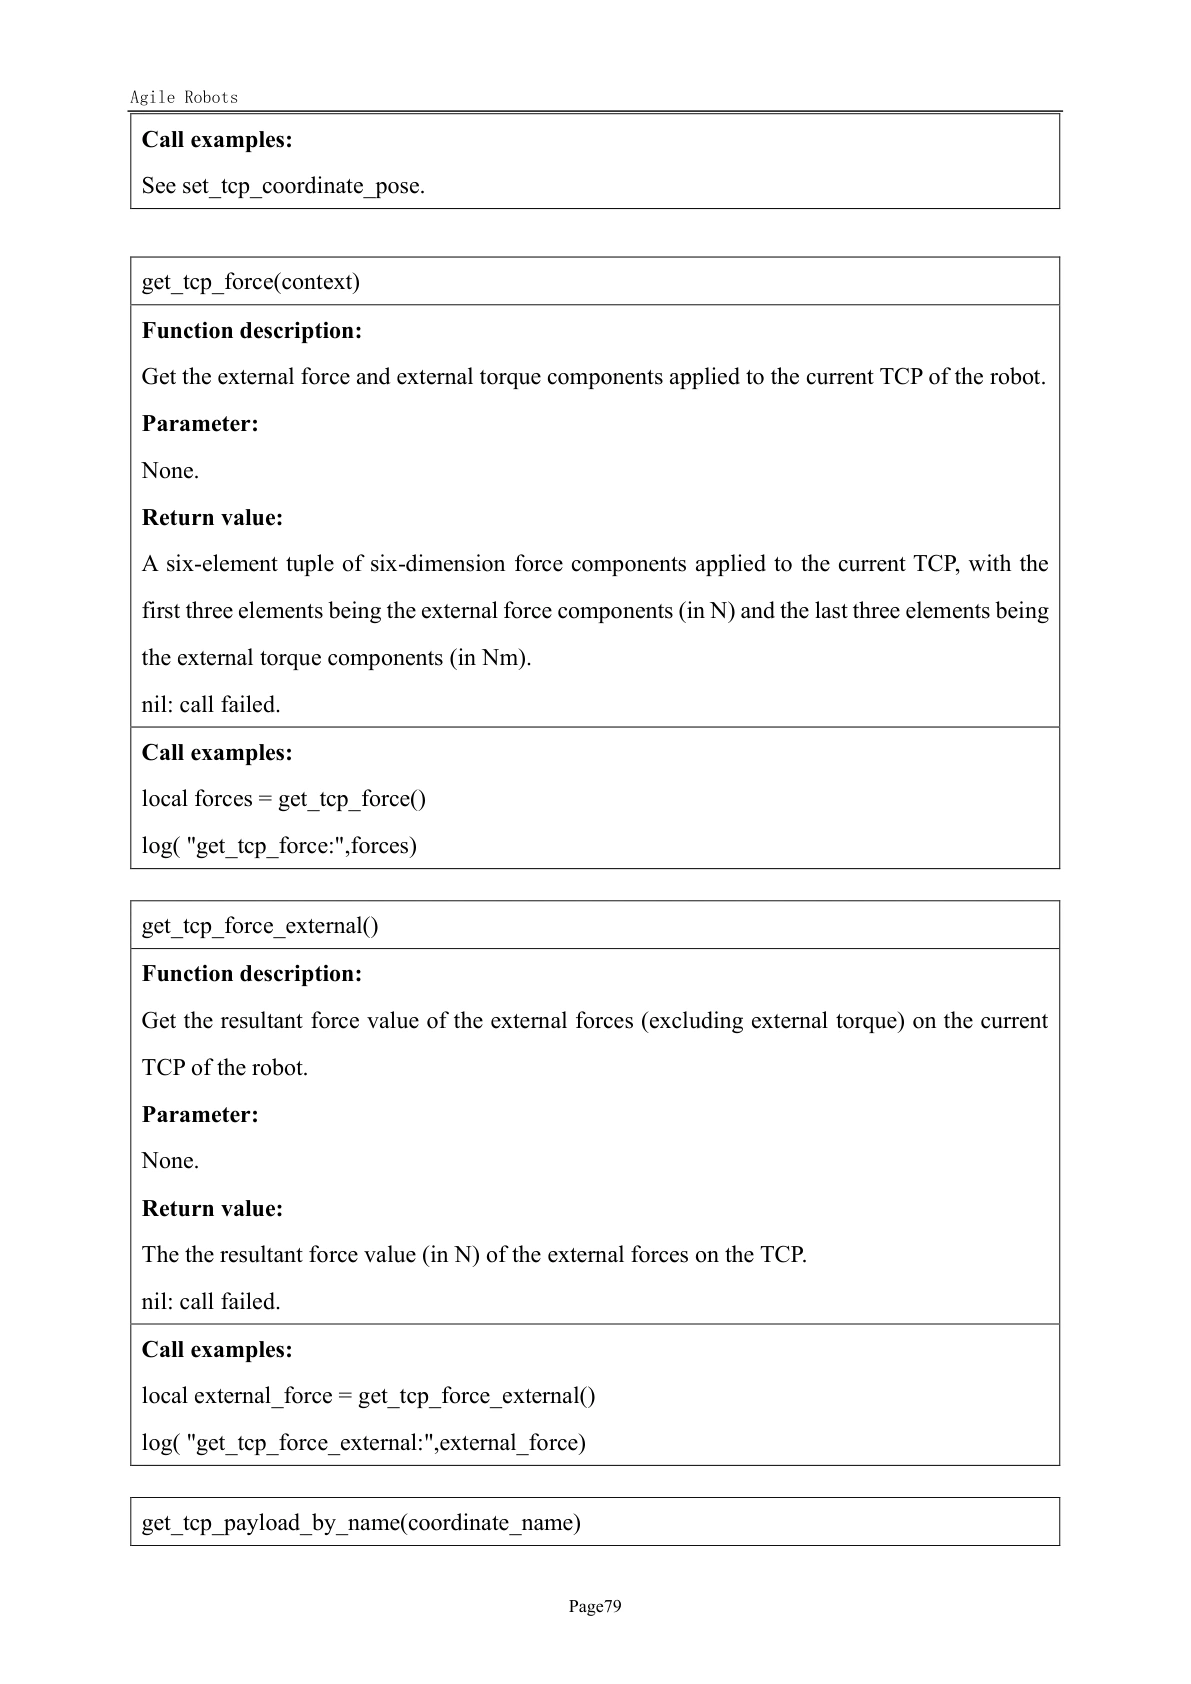 Agile Robots
Call examples:
See set_tcp_coordinate_pose.
get_tcp_force(context)
Function description:
Get the external force and external torque components applied to the current TCP of the robot.
Parameter:
None.
Return value:
A six-element tuple of six-dimension force components applied to the current TCP, with the
first three elements being the external force components (in N) and the last three elements being
the external torque components (in Nm).
nil: call failed.
Call examples:
local forces = get_tcp_force()
log( "get_tcp_force:",forces)
get_tcp_force_external()
Function description:
Get the resultant force value of the external forces (excluding external torque) on the current
TCP of the robot.
Parameter:
None.
Return value:
The the resultant force value (in N) of the external forces on the TCP.
nil: call failed.
Call examples:
local external_force = get_tcp_force_external()
log( "get_tcp_force_external:",external_force)
get_tcp_payload_by_name(coordinate_name)
Page79